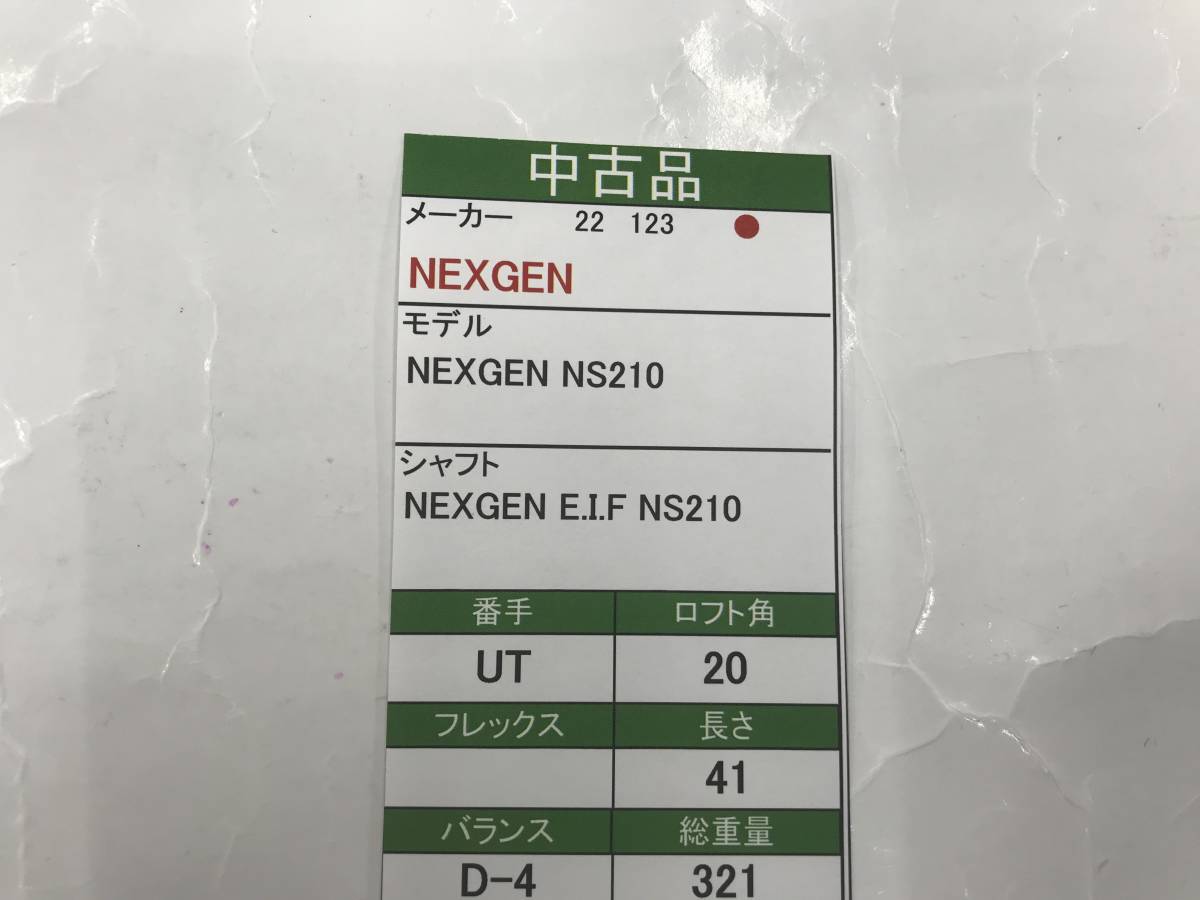 中古品
メーカー 22 123
NEXGEN
モデル
NEXGEN NS210
シャフト
NEXGEN E.I.F NS210
番手 ロフト角
UT 20
フレックス 長さ
41
バランス 総重量
D-4 321